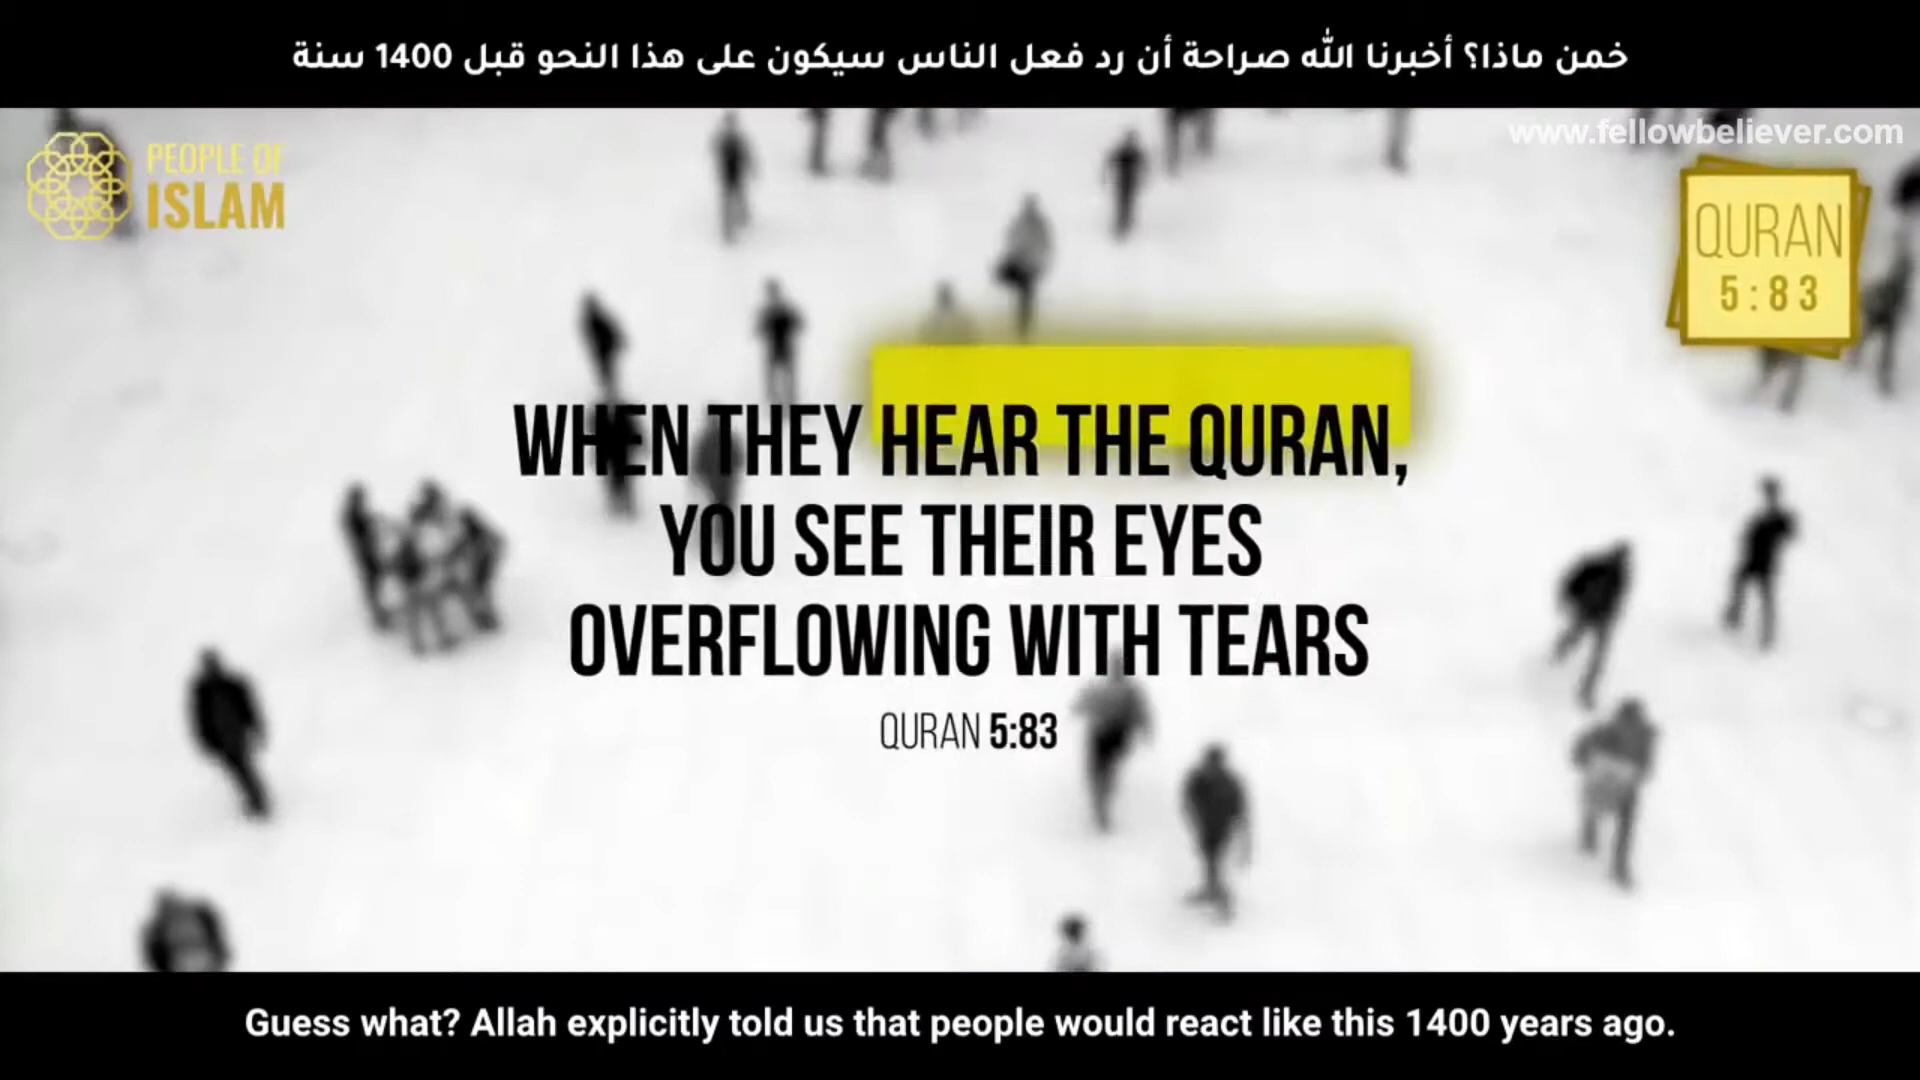 خمن ماذا؟ أخبرنا الله صراحة أن رد فعل الناس سيكون على هذا النحو قبل 1400 سنة
www.fellowbeliever.com
PEOPLE OF
ISLAM
QURAN
5:83
WHEN THEY HEAR THE QURAN,
YOU SEE THEIR EYES
OVERFLOWING WITH TEARS
QURAN 5:83
Guess what? Allah explicitly told us that people would react like this 1400 years ago.